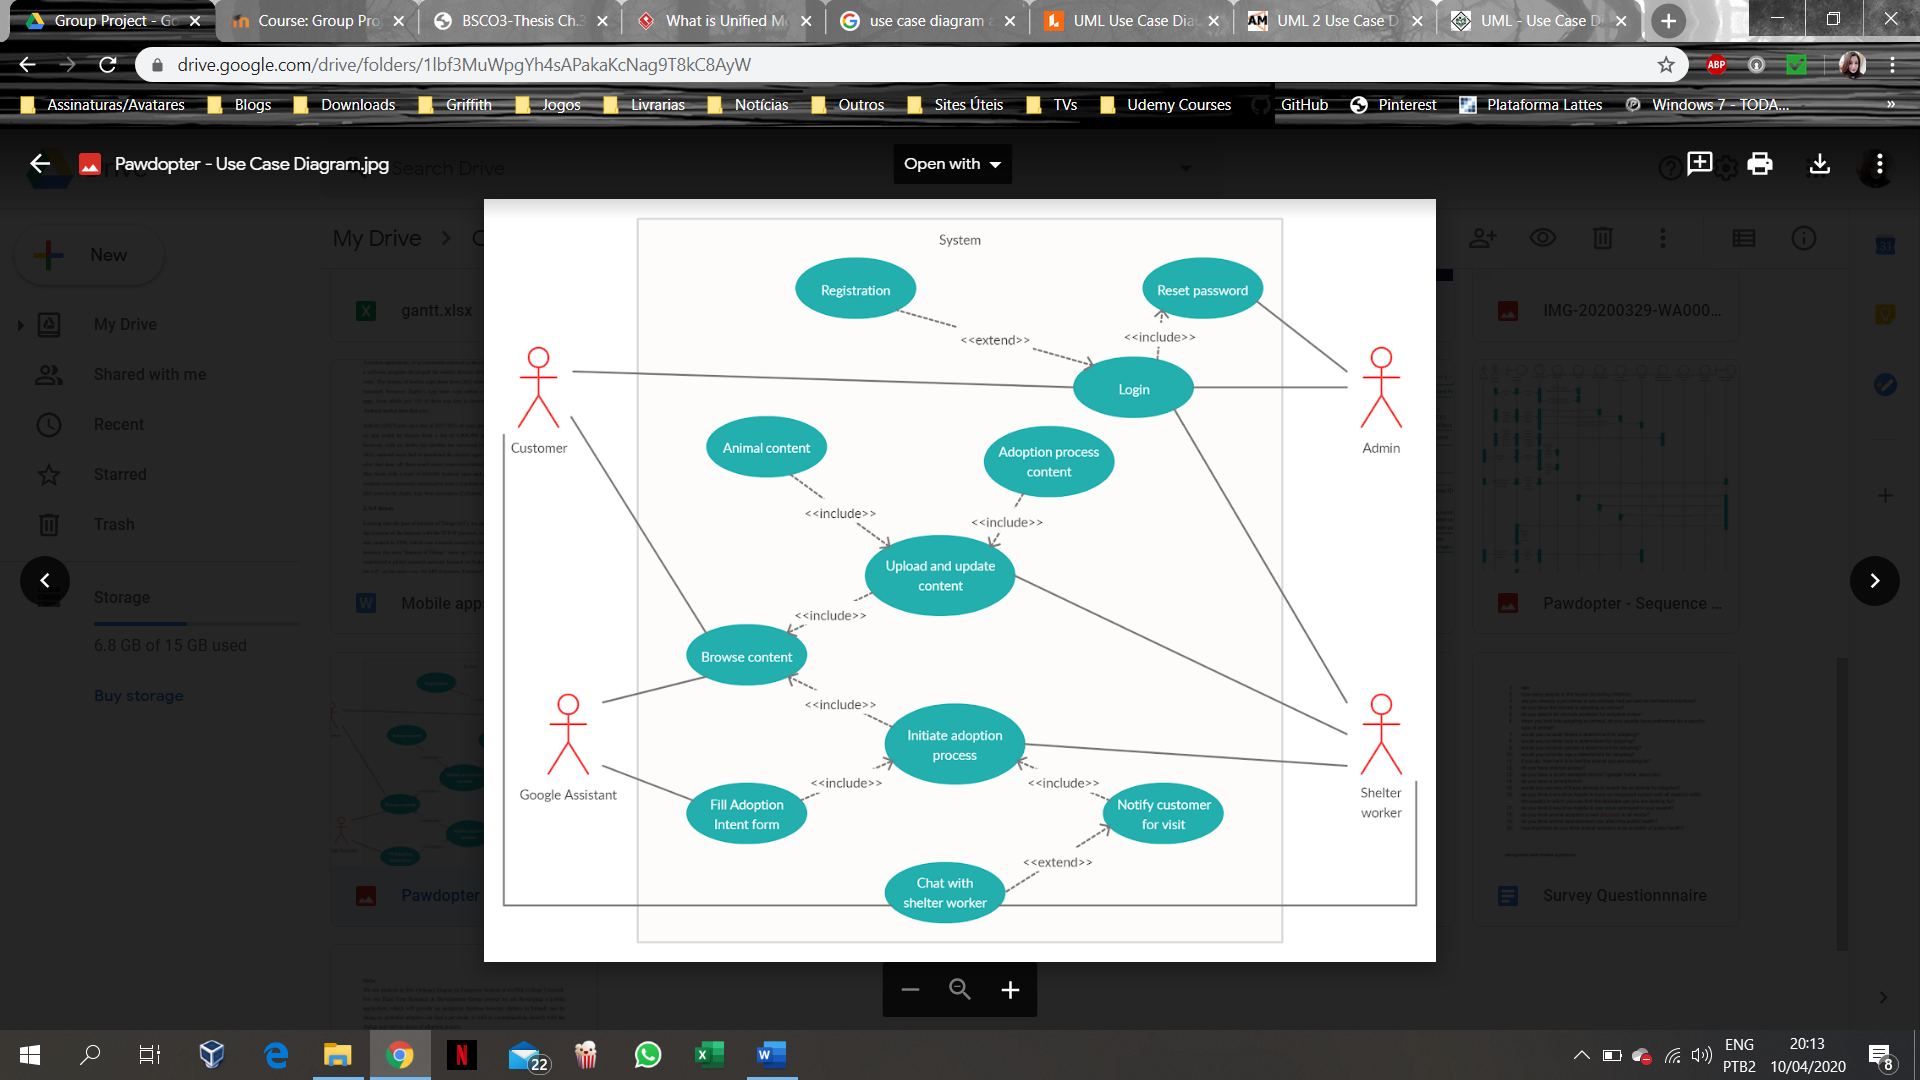 Group Project - Go
Course: Group Pro
BSCO3-Thesis Ch.3
What is Unified M
use case diagram a
UML Use Case Dia
UML 2 Use Case D
UML - Use Case D
drive.google.com/drive/folders/1lbf3MuWpgYh4sAPakaKcNag9T8kC8AyW
ABP
Assinaturas/Avatares
Blogs
Downloads
Griffith
Jogos
Livrarias
Notícias
Outros
Sites Úteis
TVs
Udemy Courses
GitHub
Pinterest
Plataforma Lattes
Windows 7 - TODA...
»
Pawdopter - Use Case Diagram.jpg
Search Drive
Open with
New
My Drive
gantt.xlsx
IMG-20200329-WA000...
My Drive
Shared with me
Recent
Starred
Trash
Storage
6.8 GB of 15 GB used
Buy storage
Mobile app
Pawdopter - Sequence ...
Pawdopter
Survey Questionnnaire
System
Registration
Reset password
<<extend>>
<<include>>
Login
Customer
Admin
Animal content
Adoption process
content
<<include>>
<<include>>
Upload and update
content
<<include>>
Browse content
<<include>>
Initiate adoption
process
Google Assistant
Shelter
worker
<<include>>
<<include>>
Fill Adoption
Intent form
Notify customer
for visit
<<extend>>
Chat with
shelter worker
22
ENG
PTB2
20:13
10/04/2020
8